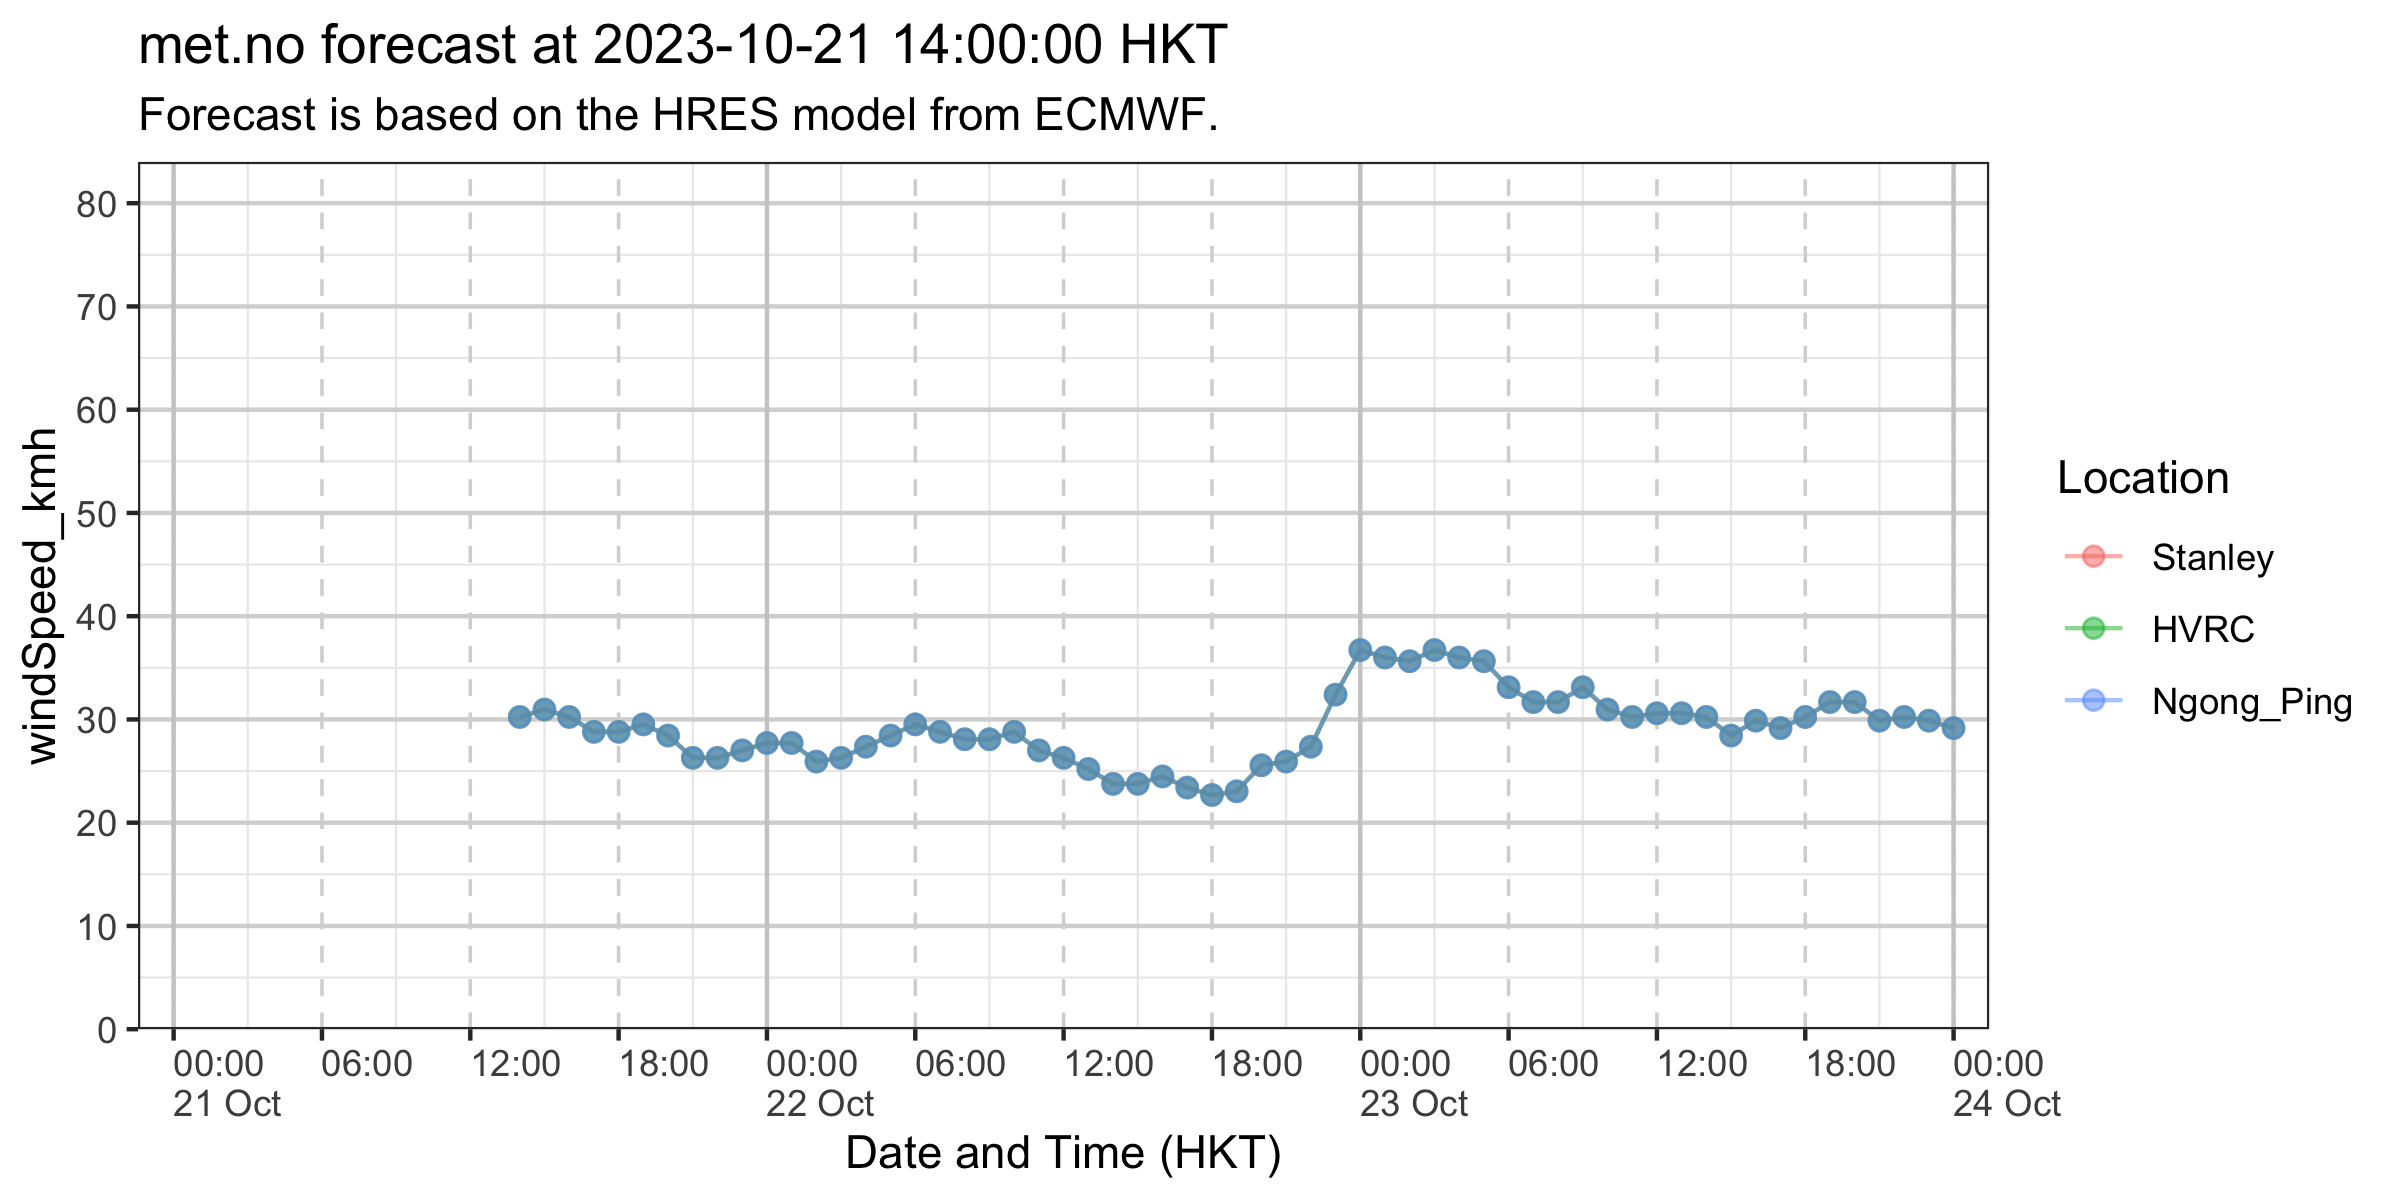 met.no forecast at 2023-10-21 14:00:00 HKT
Forecast is based on the HRES model from ECMWF.
windSpeed_kmh
80
70
60
50
40
30
20
10
0
00:00 06:00 12:00 18:00 00:00 06:00 12:00 18:00 00:00 06:00 12:00 18:00 00:00
21 Oct 22 Oct 23 Oct 24 Oct
Date and Time (HKT)
Location
Stanley
HVRC
Ngong_Ping